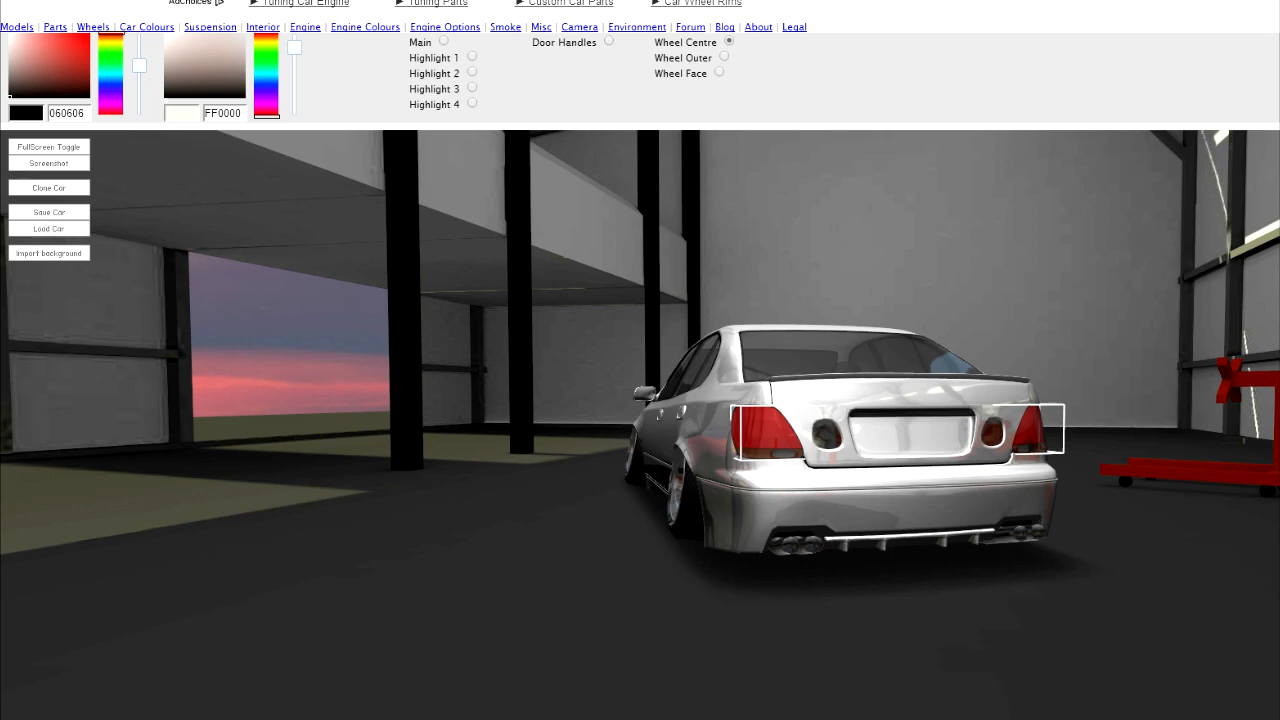 AdChoices ▶ Tuning Car Engine ▶ Tuning Parts ▶ Custom Car Parts ▶ Car Wheel Rims
Models | Parts | Wheels | Car Colours | Suspension | Interior | Engine | Engine Colours | Engine Options | Smoke | Misc | Camera | Environment | Forum | Blog | About | Legal
Main Door Handles Wheel Centre
Highlight 1 Wheel Outer
Highlight 2 Wheel Face
Highlight 3
Highlight 4
060606 FF0000
FullScreen Toggle
Screenshot
Clone Car
Save Car
Load Car
Import background